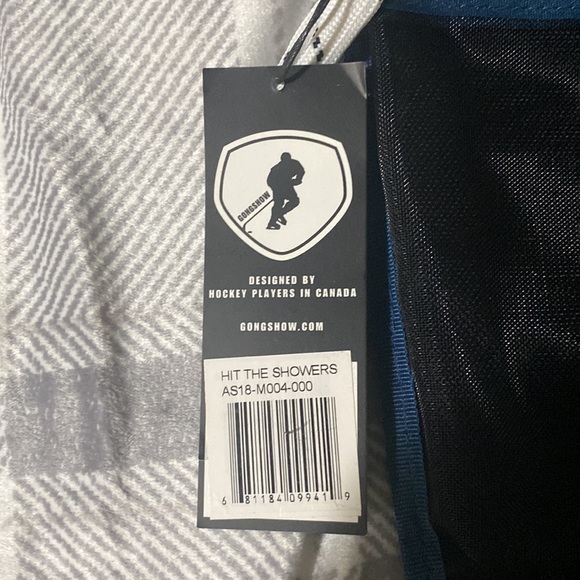 GONGSHOW
DESIGNED BY
HOCKEY PLAYERS IN CANADA
GONGSHOW.COM
HIT THE SHOWERS
AS18-M004-000
6 81184 09941 9